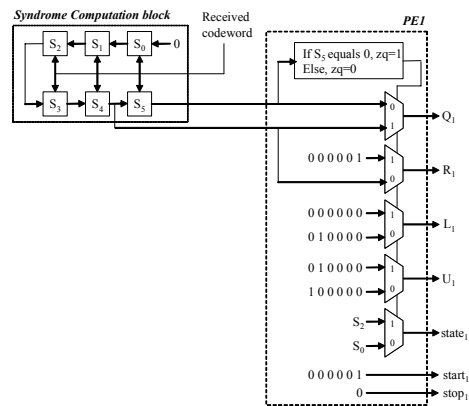 Syndrome Computation block
Received
codeword
PE1
S2 S1 S0 0
S3 S4 S5
If S5 equals 0, zq=1
Else, zq=0
0
1
Q1
0 0 0 0 0 1
1
0
R1
0 0 0 0 0 0
0 1 0 0 0 0
1
0
L1
0 1 0 0 0 0
1 0 0 0 0 0
1
0
U1
S2
S0
1
0
state1
0 0 0 0 0 1
start1
0
stop1